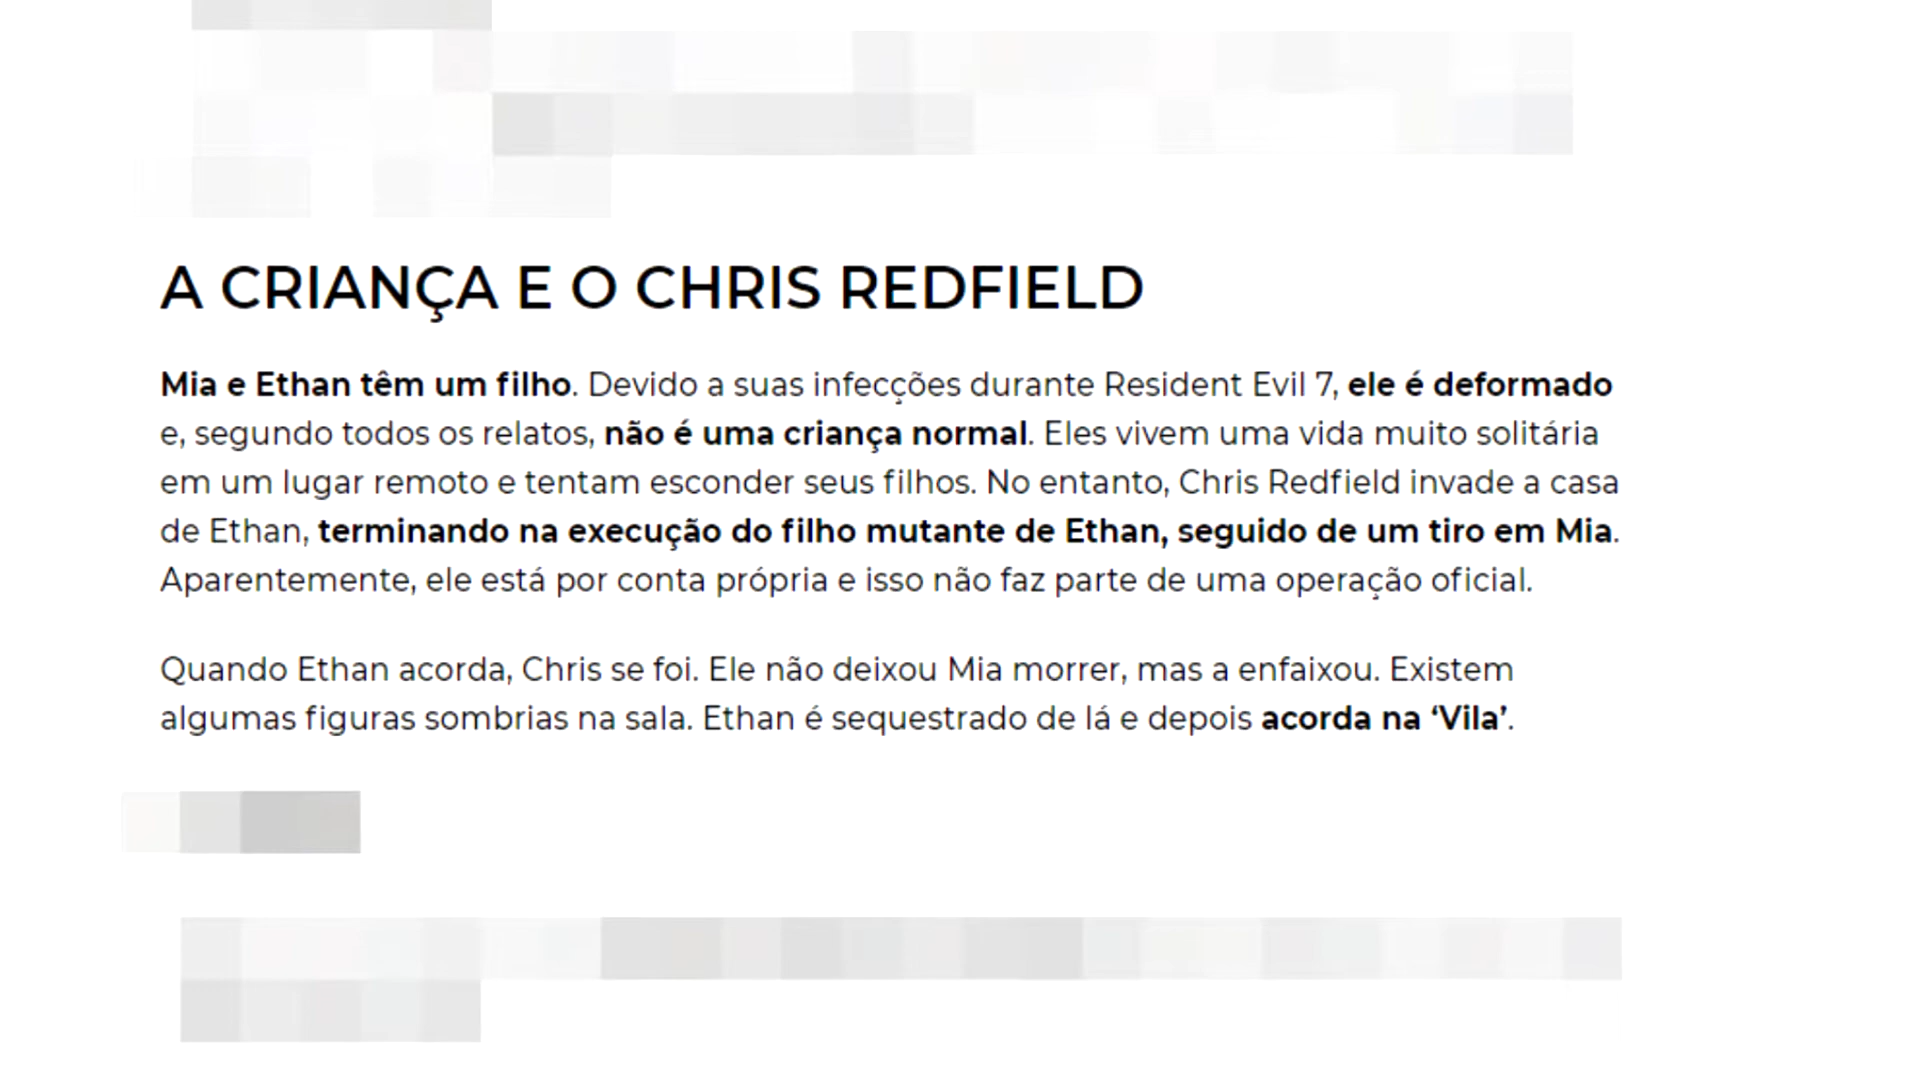 A CRIANÇA E O CHRIS REDFIELD
Mia e Ethan têm um filho. Devido a suas infecções durante Resident Evil 7, ele é deformado
e, segundo todos os relatos, não é uma criança normal. Eles vivem uma vida muito solitária
em um lugar remoto e tentam esconder seus filhos. No entanto, Chris Redfield invade a casa
de Ethan, terminando na execução do filho mutante de Ethan, seguido de um tiro em Mia.
Aparentemente, ele está por conta própria e isso não faz parte de uma operação oficial.
Quando Ethan acorda, Chris se foi. Ele não deixou Mia morrer, mas a enfaixou. Existem
algumas figuras sombrias na sala. Ethan é sequestrado de lá e depois acorda na ‘Vila’.